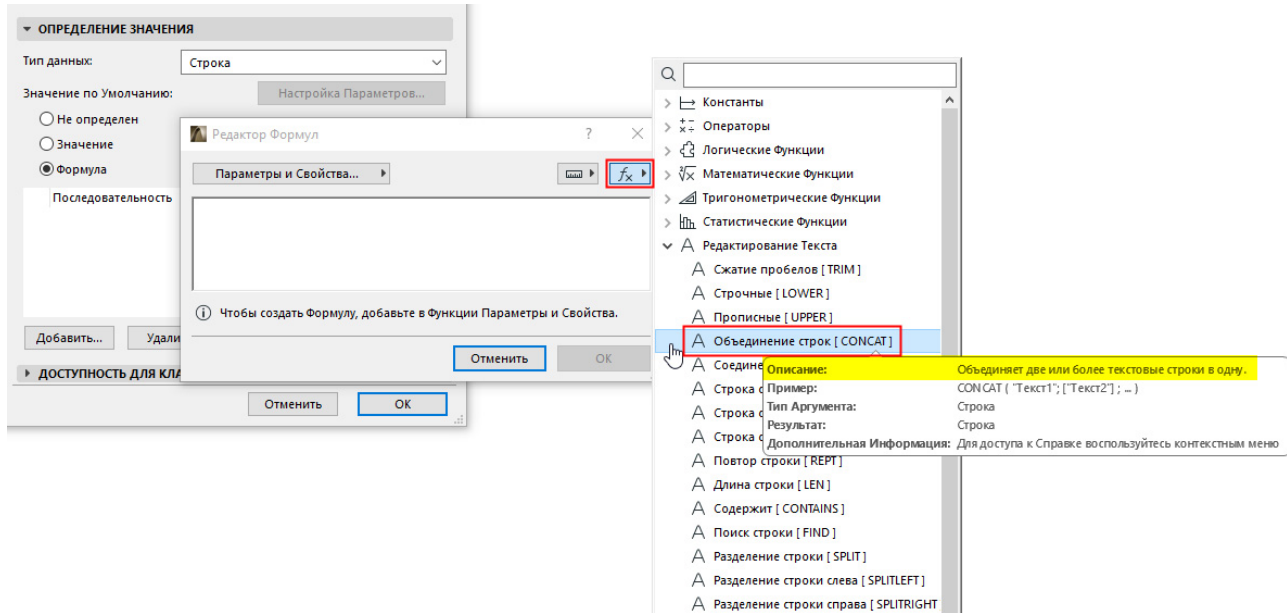 ОПРЕДЕЛЕНИЕ ЗНАЧЕНИЯ
Тип данных:
Строка
Значение по Умолчанию:
Настройка Параметров...
Не определен
Значение
Формула
Последовательность
Добавить...
Удали
ДОСТУПНОСТЬ ДЛЯ КЛА
Отменить
ОК
Редактор Формул
?
Параметры и Свойства...
fx
Чтобы создать Формулу, добавьте в Функции Параметры и Свойства.
Отменить
ОК
Константы
Операторы
Логические Функции
Математические Функции
Тригонометрические Функции
Статистические Функции
Редактирование Текста
Сжатие пробелов [ TRIM ]
Строчные [ LOWER ]
Прописные [ UPPER ]
Объединение строк [ CONCAT ]
Соедине
Строка
Строка
Строка
Описание: Объединяет две или более текстовые строки в одну.
Пример: CONCAT ( "Текст1"; ["Текст2"] ; ... )
Тип Аргумента: Строка
Результат: Строка
Дополнительная Информация: Для доступа к Справке воспользуйтесь контекстным меню
Повтор строки [ REPT ]
Длина строки [ LEN ]
Содержит [ CONTAINS ]
Поиск строки [ FIND ]
Разделение строки [ SPLIT ]
Разделение строки слева [ SPLITLEFT ]
Разделение строки справа [ SPLITRIGHT